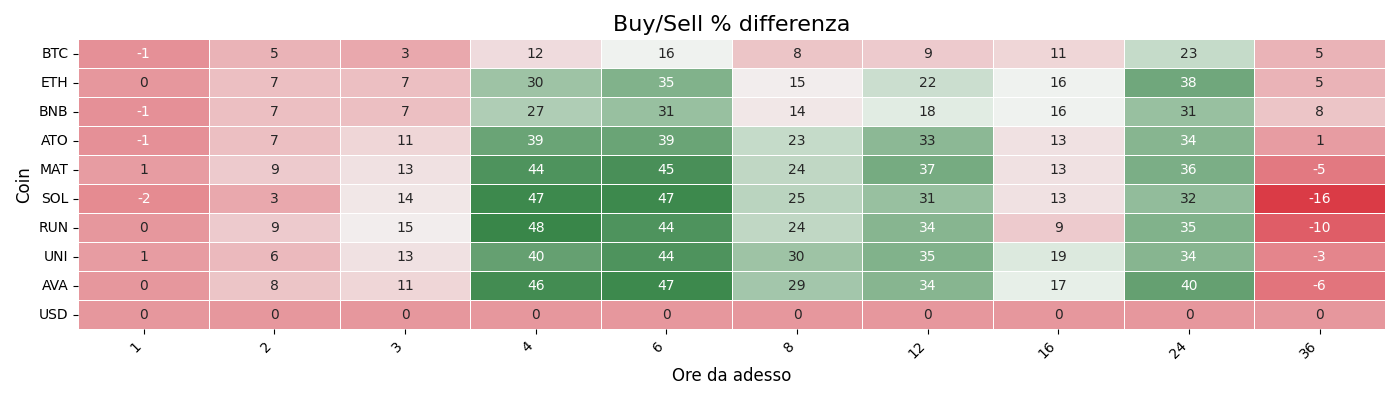 Buy/Sell % differenza
Coin
BTC -1 5 3 12 16 8 9 11 23 5
ETH 0 7 7 30 35 15 22 16 38 5
BNB -1 7 7 27 31 14 18 16 31 8
ATO -1 7 11 39 39 23 33 13 34 1
MAT 1 9 13 44 45 24 37 13 36 -5
SOL -2 3 14 47 47 25 31 13 32 -16
RUN 0 9 15 48 44 24 34 9 35 -10
UNI 1 6 13 40 44 30 35 19 34 -3
AVA 0 8 11 46 47 29 34 17 40 -6
USD 0 0 0 0 0 0 0 0 0 0
1 2 3 4 6 8 12 16 24 36
Ore da adesso